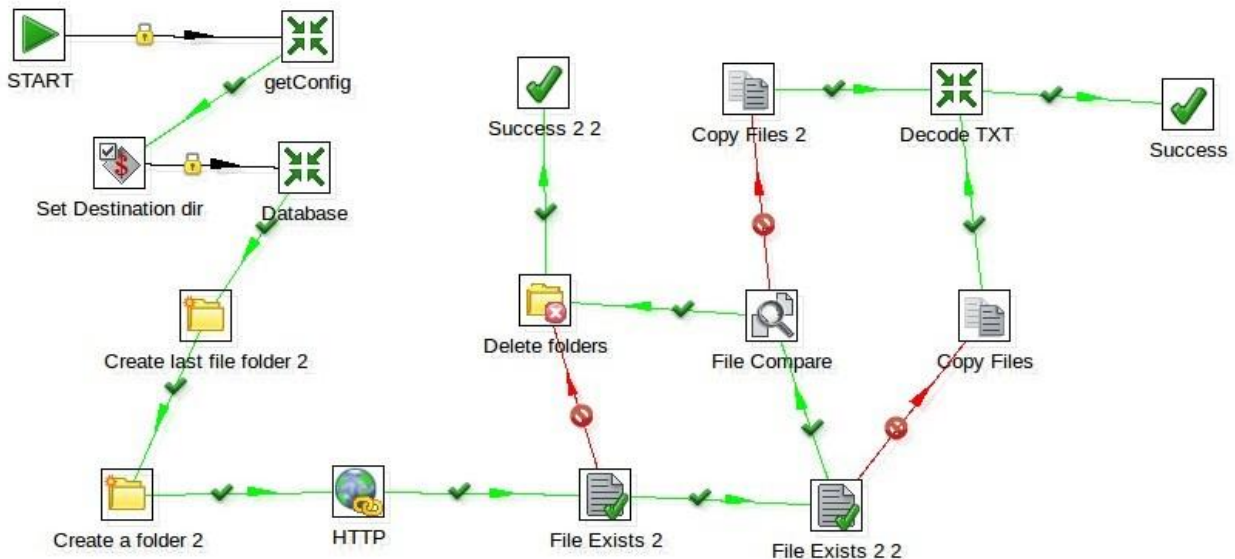 START
getConfig
Success 2 2
Copy Files 2
Decode TXT
Success
Set Destination dir
Database
Create last file folder 2
Delete folders
File Compare
Copy Files
Create a folder 2
HTTP
File Exists 2
File Exists 2 2